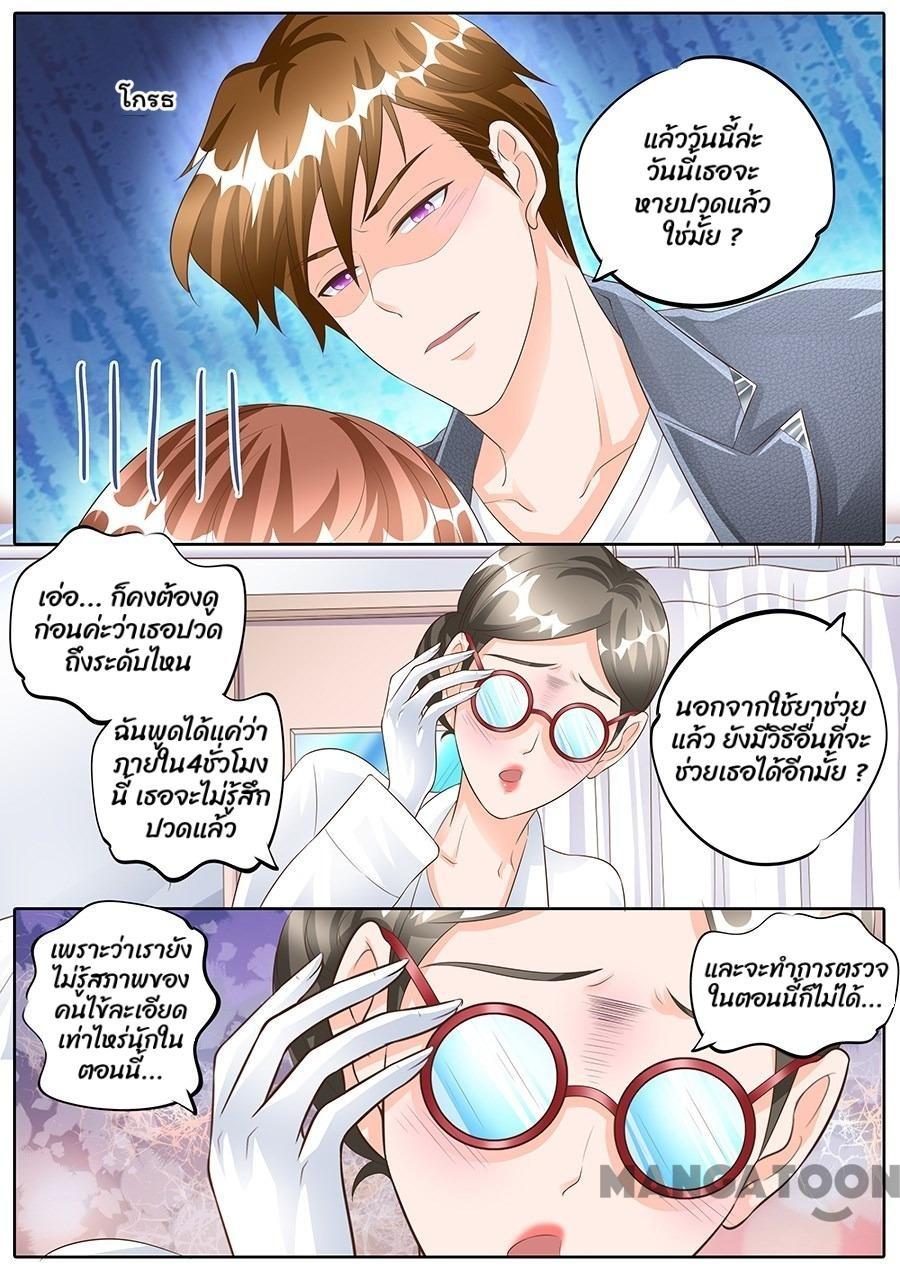 โกรธ
แล้ววันนี้ล่ะ
วันนี้เธอจะ
หายปวดแล้ว
ใช่มั้ย ?
เอ่อ... ก็คงต้องดู
ก่อนค่ะว่าเธอปวด
ถึงระดับไหน
ฉันพูดได้แค่ว่า
ภายใน4ชั่วโมง
นี้ เธอจะไม่รู้สึก
ปวดแล้ว
นอกจากใช้ยาช่วย
แล้ว ยังมีวิธีอื่นที่จะ
ช่วยเธอได้อีกมั้ย ?
เพราะว่าเรายัง
ไม่รู้สภาพของ
คนไข้ละเอียด
เท่าไหร่นักใน
ตอนนี้...
และจะทำการตรวจ
ในตอนนี้ก็ไม่ได้...
MANGATOON